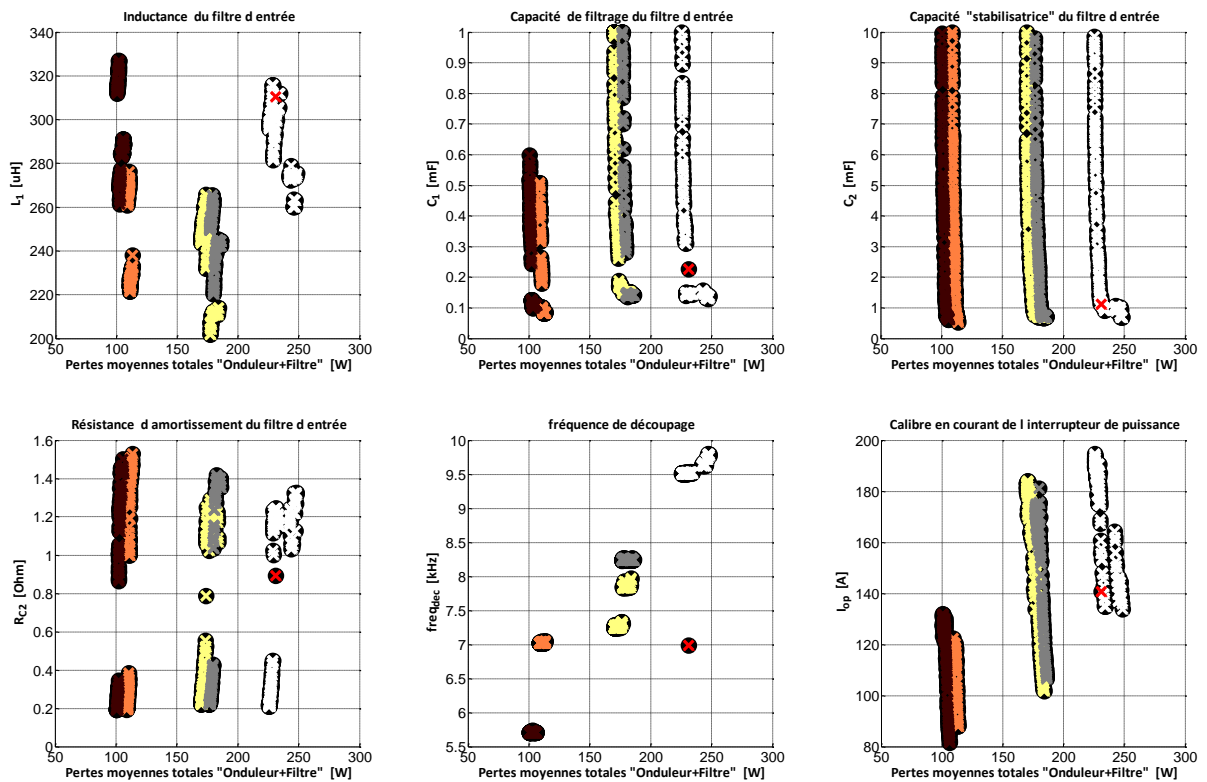 Inductance du filtre d entrée
340
320
300
280
260
240
220
200
L1 [uH]
50 100 150 200 250 300
Pertes moyennes totales "Onduleur+Filtre" [W]
Capacité de filtrage du filtre d entrée
1
0.9
0.8
0.7
0.6
0.5
0.4
0.3
0.2
0.1
0
C1 [mF]
50 100 150 200 250 300
Pertes moyennes totales "Onduleur+Filtre" [W]
Capacité "stabilisatrice" du filtre d entrée
10
9
8
7
6
5
4
3
2
1
0
C2 [mF]
50 100 150 200 250 300
Pertes moyennes totales "Onduleur+Filtre" [W]
Résistance d amortissement du filtre d entrée
1.6
1.4
1.2
1
0.8
0.6
0.4
0.2
0
RC2 [Ohm]
50 100 150 200 250 300
Pertes moyennes totales "Onduleur+Filtre" [W]
fréquence de découpage
10
9.5
9
8.5
8
7.5
7
6.5
6
5.5
freqdec [kHz]
50 100 150 200 250 300
Pertes moyennes totales "Onduleur+Filtre" [W]
Calibre en courant de l interrupteur de puissance
200
180
160
140
120
100
80
Iop [A]
50 100 150 200 250 300
Pertes moyennes totales "Onduleur+Filtre" [W]